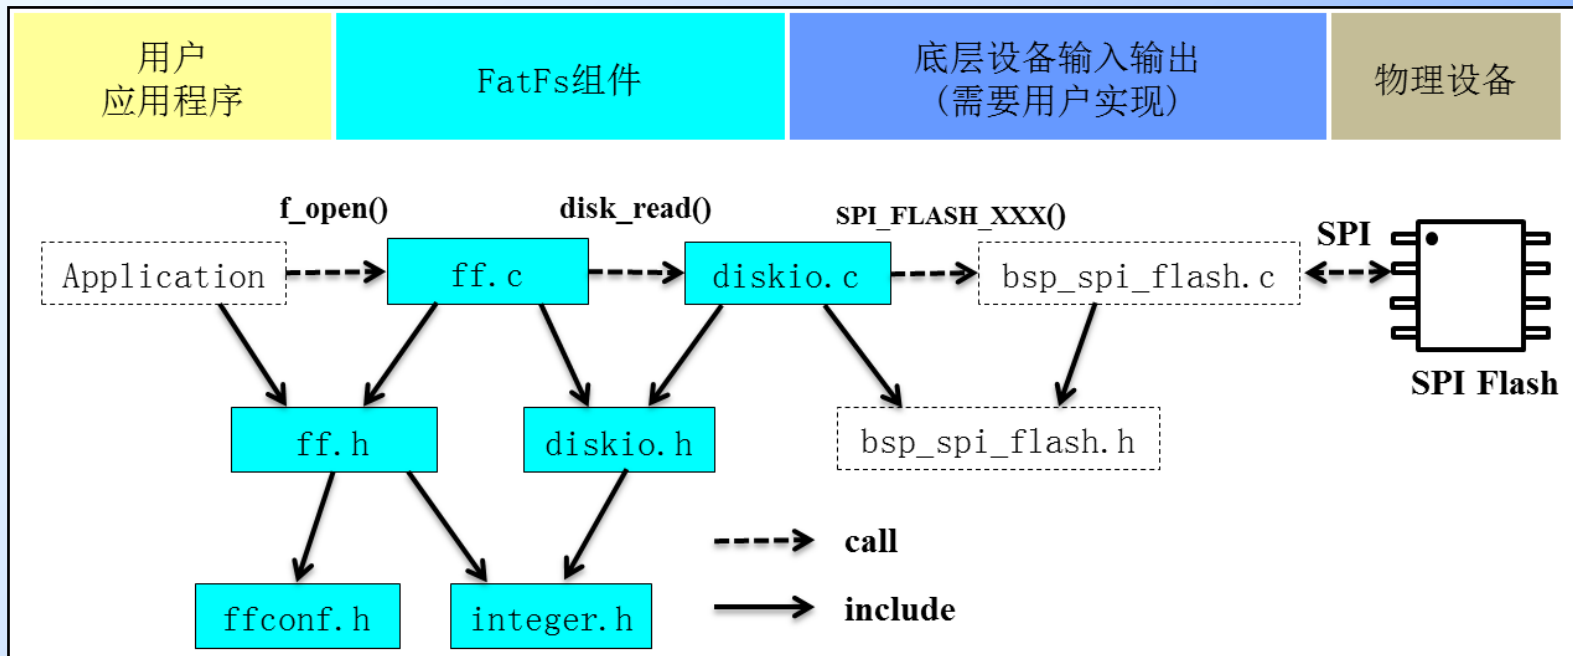 用户
应用程序
FatFs组件
底层设备输入输出
(需要用户实现)
物理设备
f_open()
disk_read()
SPI_FLASH_XXX()
SPI
Application
ff.c
diskio.c
bsp_spi_flash.c
SPI Flash
ff.h
diskio.h
bsp_spi_flash.h
call
ffconf.h
integer.h
include